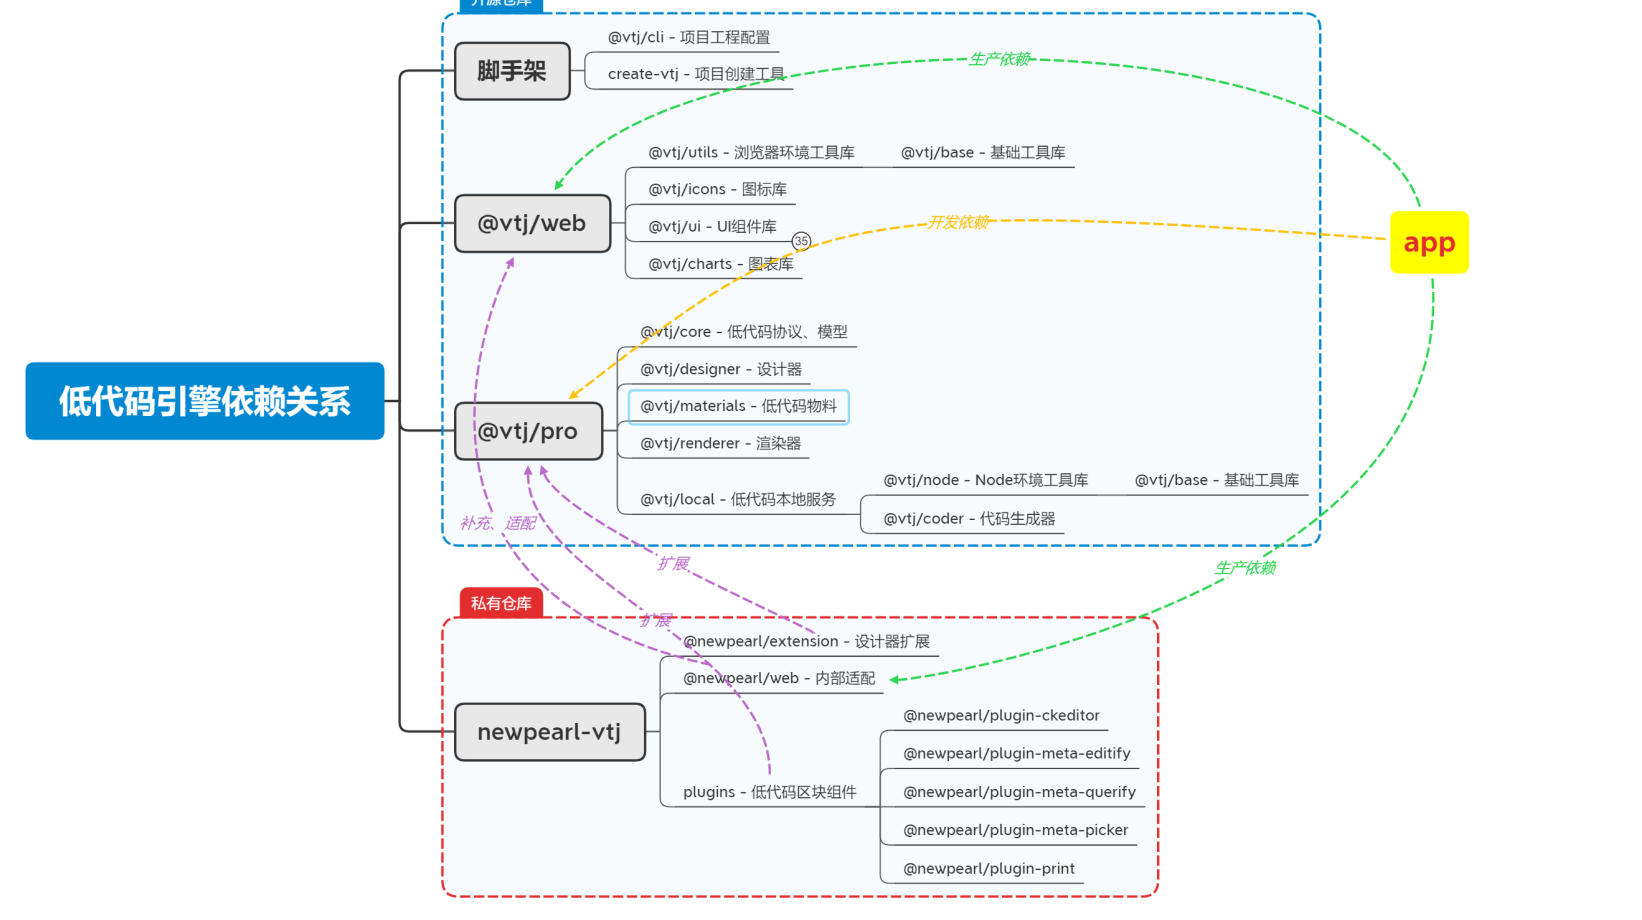 开源仓库
脚手架
@vtj/cli - 项目工程配置
create-vtj - 项目创建工具
生产依赖
@vtj/web
@vtj/utils - 浏览器环境工具库
@vtj/base - 基础工具库
@vtj/icons - 图标库
@vtj/ui - UI组件库
35
@vtj/charts - 图表库
开发依赖
app
低代码引擎依赖关系
@vtj/pro
@vtj/core - 低代码协议、模型
@vtj/designer - 设计器
@vtj/materials - 低代码物料
@vtj/renderer - 渲染器
@vtj/local - 低代码本地服务
@vtj/node - Node环境工具库
@vtj/base - 基础工具库
@vtj/coder - 代码生成器
补充、适配
扩展
生产依赖
私有仓库
扩展
newpearl-vtj
@newpearl/extension - 设计器扩展
@newpearl/web - 内部适配
plugins - 低代码区块组件
@newpearl/plugin-ckeditor
@newpearl/plugin-meta-editify
@newpearl/plugin-meta-querify
@newpearl/plugin-meta-picker
@newpearl/plugin-print